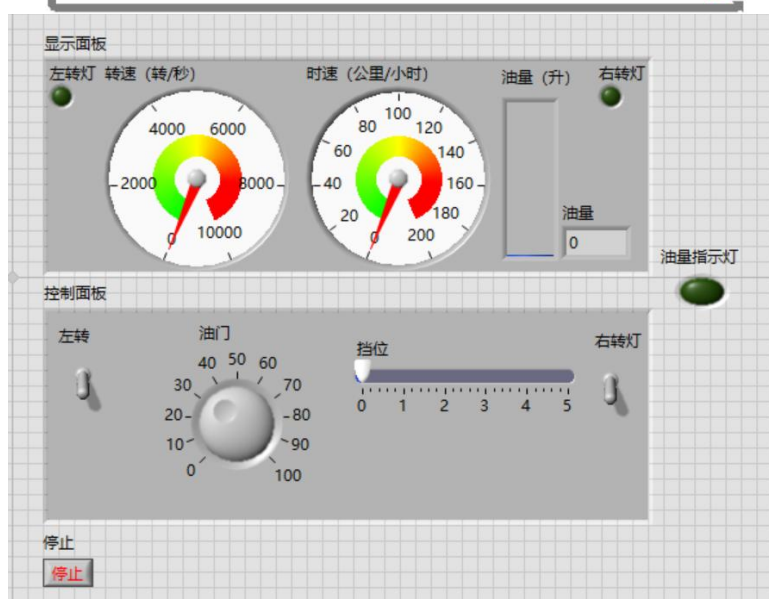 显示面板
左转灯 转速（转/秒） 时速（公里/小时） 油量（升） 右转灯
4000 6000
2000 8000
0 10000
100
80 120
60 140
40 160
20 180
0 200
油量
0
油量指示灯
控制面板
左转 油门 挡位 右转灯
40 50 60
30 70
20 80
10 90
0 100
0 1 2 3 4 5
停止
停止